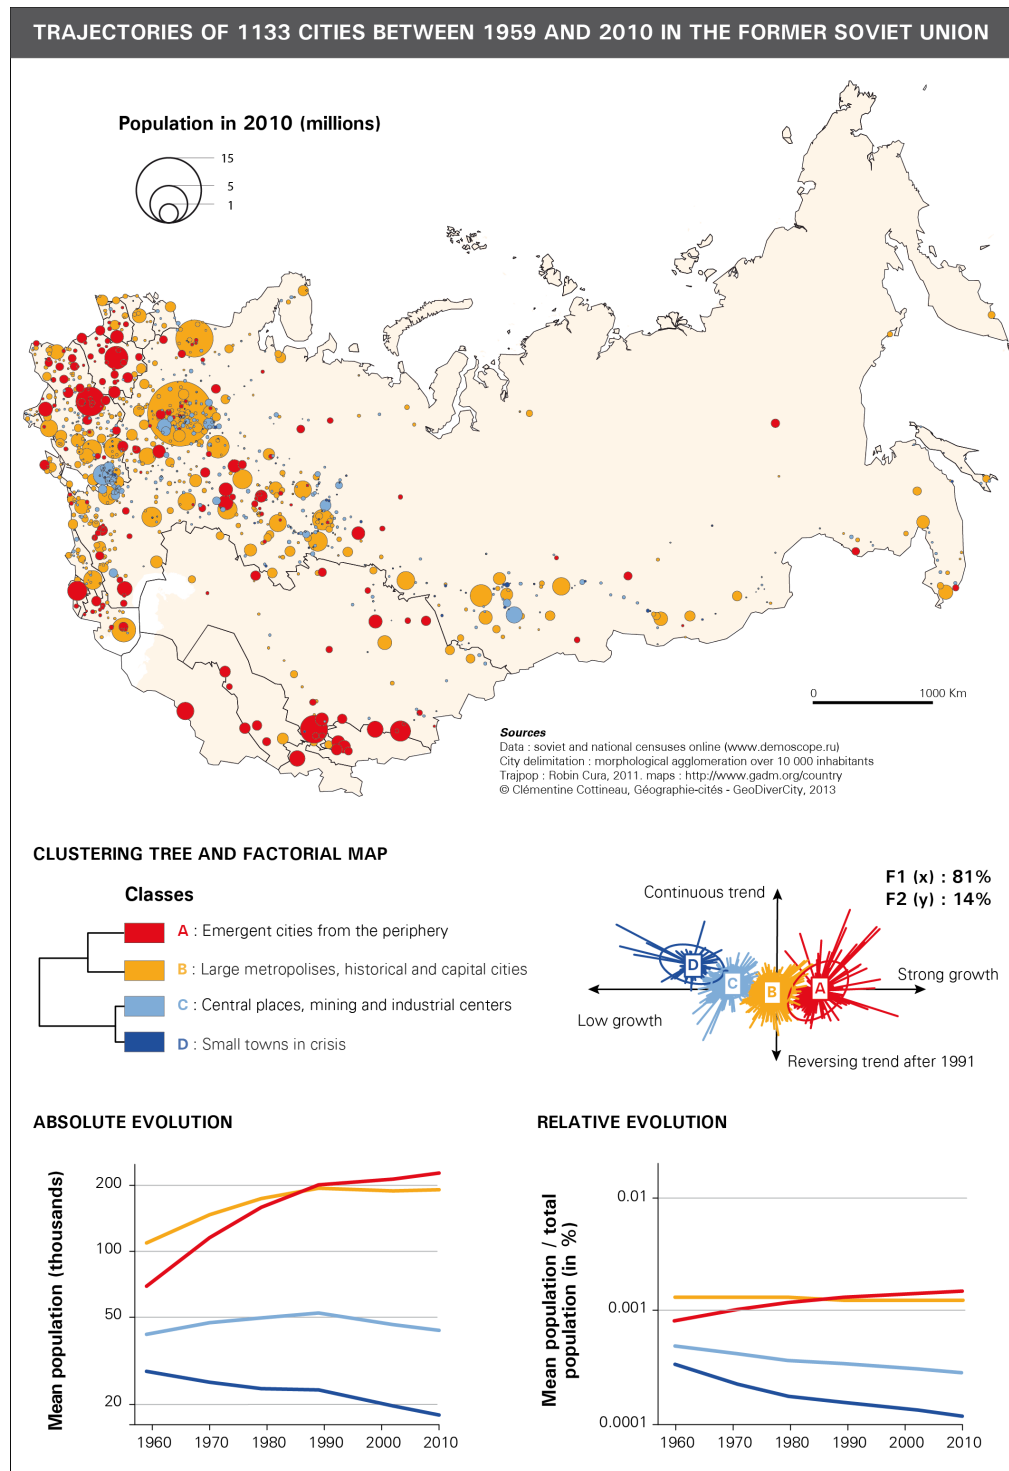 TRAJECTORIES OF 1133 CITIES BETWEEN 1959 AND 2010 IN THE FORMER SOVIET UNION
Population in 2010 (millions)
15
5
1
0 1000 Km
Sources
Data : soviet and national censuses online (www.demoscope.ru)
City delimitation : morphological agglomeration over 10 000 inhabitants
Trajpop : Robin Cura, 2011. maps : http://www.gadm.org/country
© Clémentine Cottineau, Géographie-cités - GeoDiverCity, 2013
CLUSTERING TREE AND FACTORIAL MAP
Classes
A : Emergent cities from the periphery
B : Large metropolises, historical and capital cities
C : Central places, mining and industrial centers
D : Small towns in crisis
F1 (x) : 81%
F2 (y) : 14%
Continuous trend
Strong growth
Low growth
Reversing trend after 1991
D
C
B
A
ABSOLUTE EVOLUTION
Mean population (thousands)
200
100
50
20
1960 1970 1980 1990 2000 2010
RELATIVE EVOLUTION
Mean population / total
population (in %)
0.01
0.001
0.0001
1960 1970 1980 1990 2000 2010